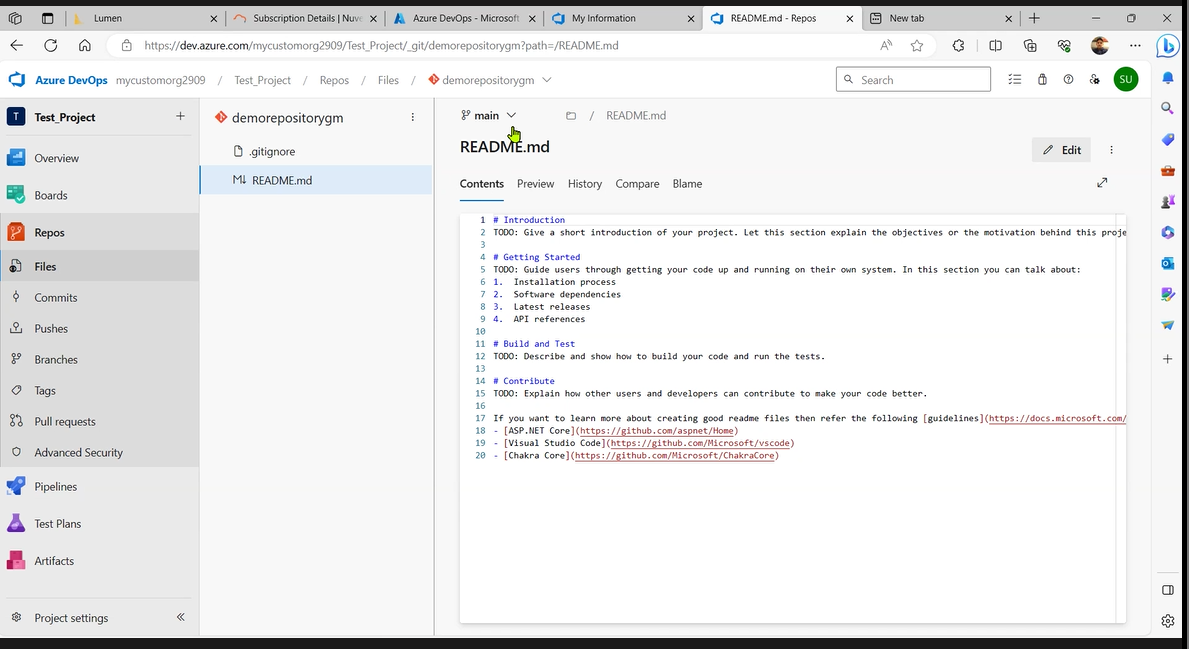 Lumen
Subscription Details | Nuve
Azure DevOps - Microsoft
My Information
README.md - Repos
New tab
https://dev.azure.com/mycustomorg2909/Test_Project/_git/demorepositorygm?path=/README.md
Azure DevOps mycustomorg2909 / Test_Project / Repos / Files / demorepositorygm
Search
SU
T Test_Project
Overview
Boards
Repos
Files
Commits
Pushes
Branches
Tags
Pull requests
Advanced Security
Pipelines
Test Plans
Artifacts
Project settings
demorepositorygm
.gitignore
README.md
main / README.md
README.md
Edit
Contents Preview History Compare Blame
1 # Introduction
2 TODO: Give a short introduction of your project. Let this section explain the objectives or the motivation behind this proje
3
4 # Getting Started
5 TODO: Guide users through getting your code up and running on their own system. In this section you can talk about:
6 1. Installation process
7 2. Software dependencies
8 3. Latest releases
9 4. API references
10
11 # Build and Test
12 TODO: Describe and show how to build your code and run the tests.
13
14 # Contribute
15 TODO: Explain how other users and developers can contribute to make your code better.
16
17 If you want to learn more about creating good readme files then refer the following [guidelines](https://docs.microsoft.com/
18 - [ASP.NET Core](https://github.com/aspnet/Home)
19 - [Visual Studio Code](https://github.com/Microsoft/vscode)
20 - [Chakra Core](https://github.com/Microsoft/ChakraCore)